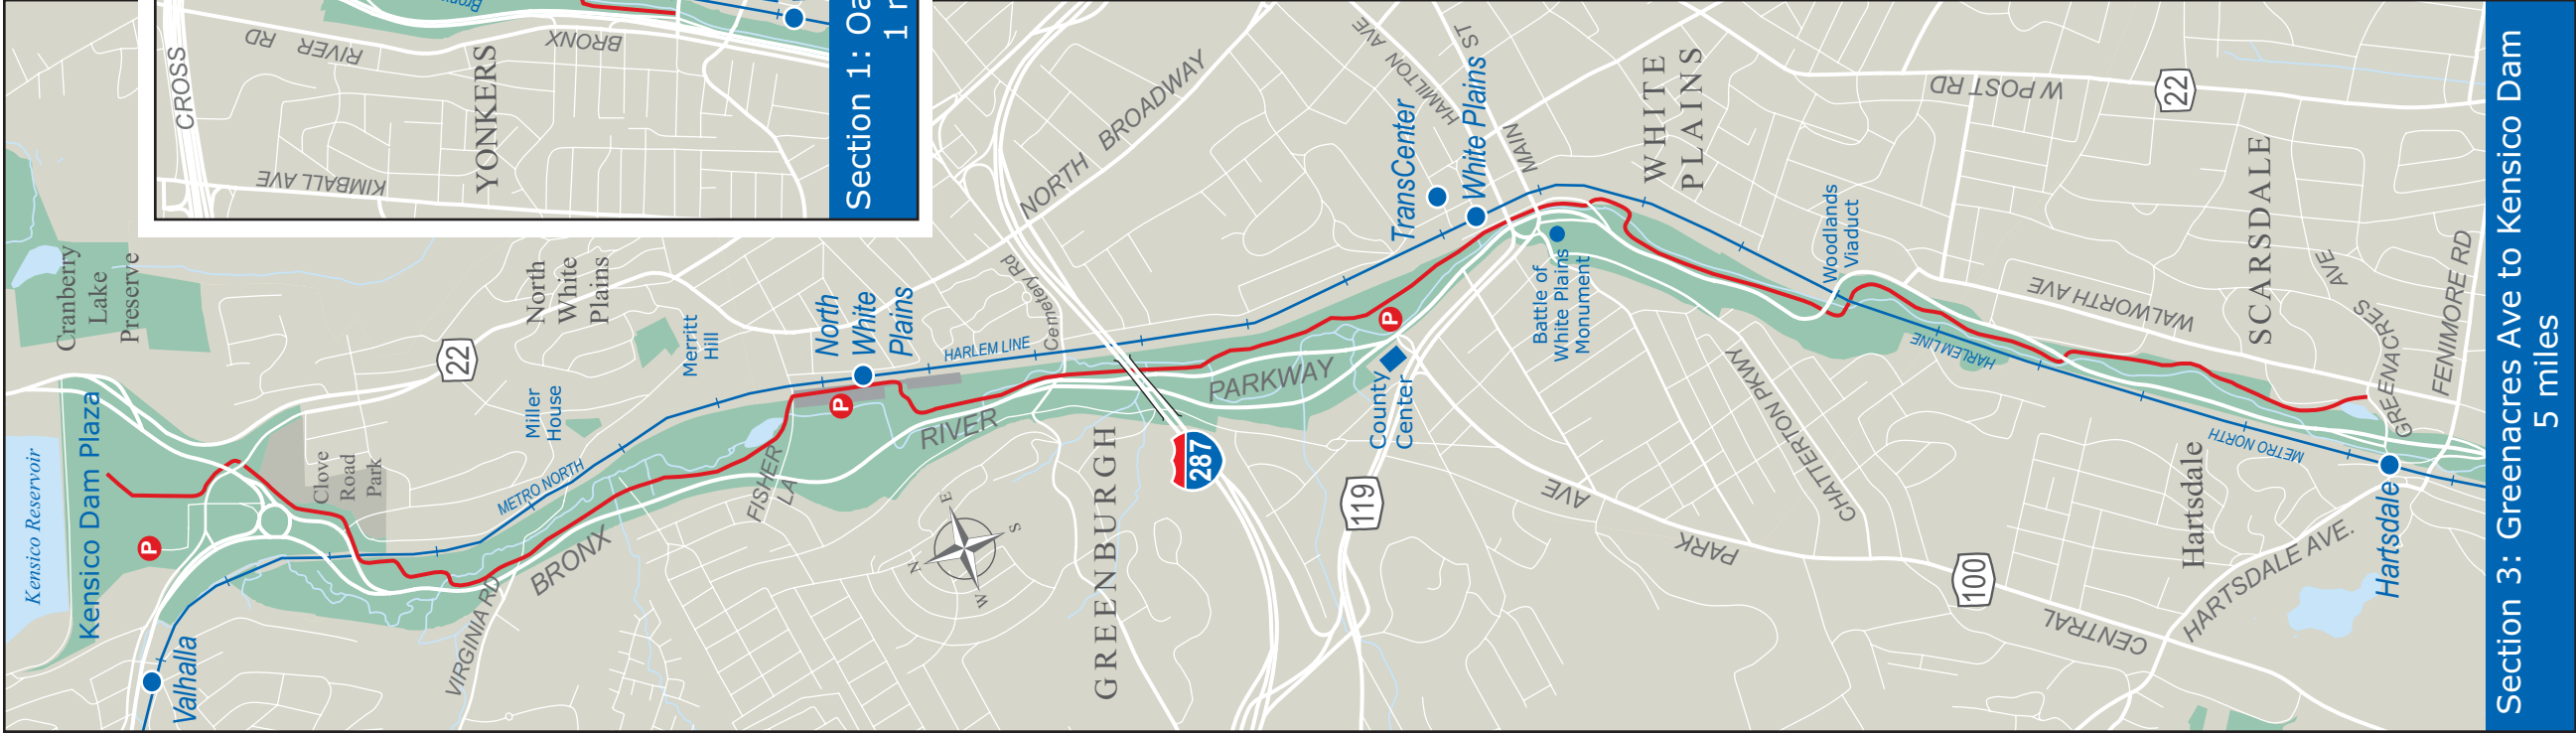 Kensico Reservoir
Kensico Dam Plaza
P
Valhalla
Cranberry
Lake
Preserve
22
Clove
Road
Park
METRO NORTH
VIRGINIA RD
BRONX
North
White
Plains
Miller
House
Merritt
Hill
FISHER
LA
P
North
White
Plains
HARLEM LINE
RIVER
N
E
S
W
Cemetery Rd
NORTH BROADWAY
GREENBURGH
287
PARKWAY
119
County
Center
P
TransCenter
White Plains
HAMILTON AVE
MAIN ST
Battle of
White Plains
Monument
WHITE
PLAINS
PARK AVE
CHATTERTON PKWY
Woodlands
Viaduct
HARLEM LINE
W POST RD
22
WALWORTH AVE
SCARSDALE
GREENACRES AVE
FENIMORE RD
METRO NORTH
100
CENTRAL
Hartsdale
HARTSDALE AVE.
Hartsdale
Section 3: Greenacres Ave to Kensico Dam
5 miles
CROSS
BRONX RIVER RD
KIMBALL AVE
YONKERS
Section 1: Oa
1